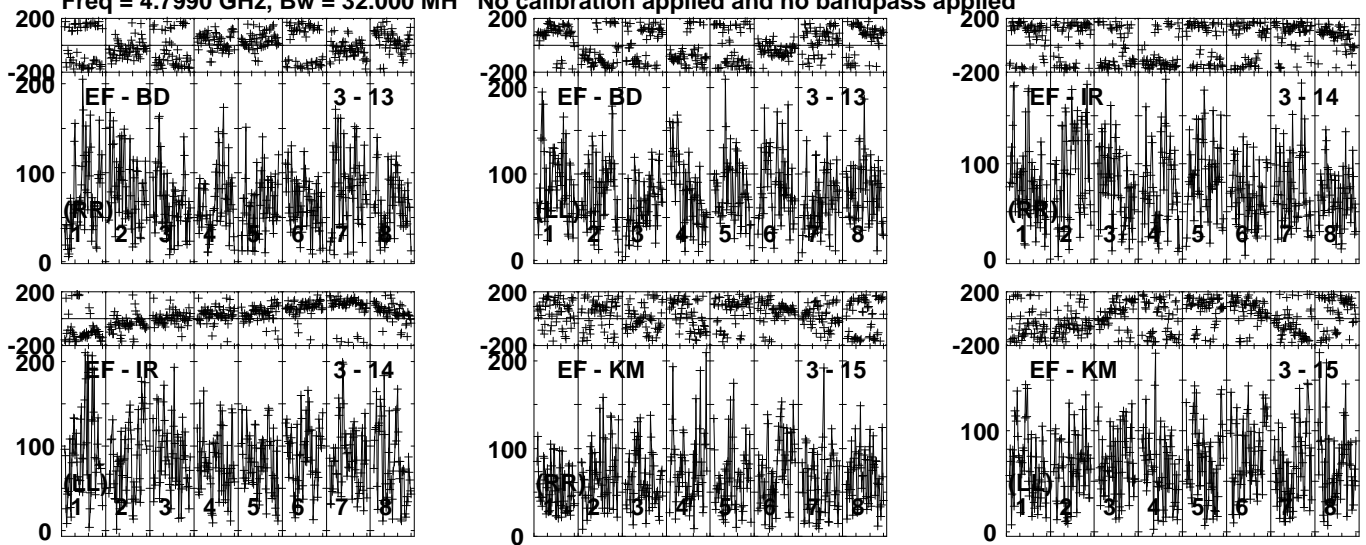 Freq = 4.7990 GHz, Bw = 32.000 MH No calibration applied and no bandpass applied
200 200 200
-200 -200 -200
200 200 200
EF - BD 3 - 13 EF - BD 3 - 13 EF - IR 3 - 14
100 100 100
(RR) (LL) (RR)
1 2 3 4 5 6 7 8 1 2 3 4 5 6 7 8 1 2 3 4 5 6 7 8
0 0 0
200 200 200
-200 -200 -200
200 200 200
EF - IR 3 - 14 EF - KM 3 - 15 EF - KM 3 - 15
100 100 100
(LL) (RR) (LL)
1 2 3 4 5 6 7 8 1 2 3 4 5 6 7 8 1 2 3 4 5 6 7 8
0 0 0